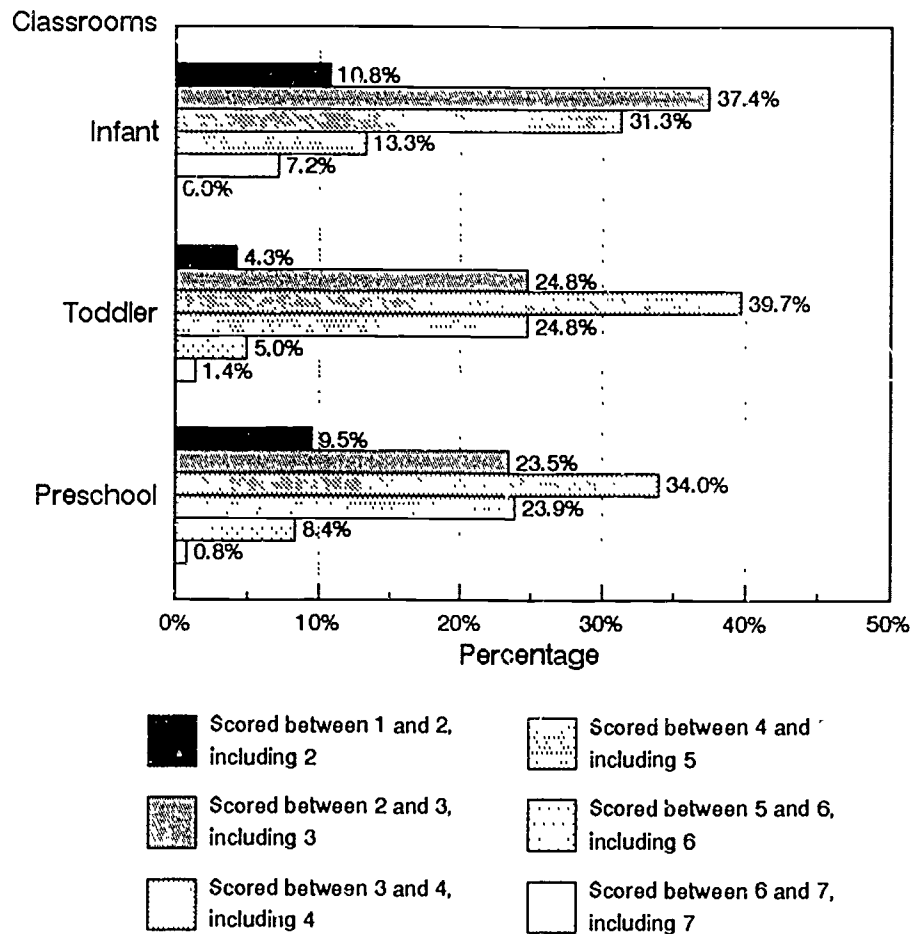 Classrooms
10.8%
37.4%
Infant
31.3%
13.3%
7.2%
0.0%
4.3%
24.8%
39.7%
Toddler
24.8%
5.0%
1.4%
9.5%
23.5%
Preschool
34.0%
23.9%
8.4%
0.8%
0% 10% 20% 30% 40% 50%
Percentage
Scored between 1 and 2,
including 2
Scored between 2 and 3,
including 3
Scored between 3 and 4,
including 4
Scored between 4 and
including 5
Scored between 5 and 6,
including 6
Scored between 6 and 7,
including 7